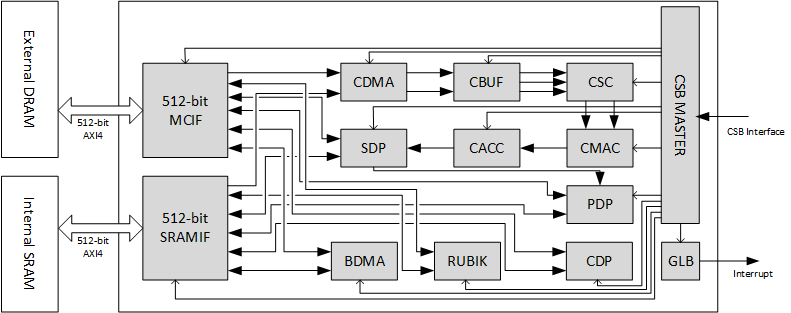 External DRAM
512-bit
AXI4
512-bit
MCIF
CDMA
CBUF
CSC
CSB MASTER
CSB Interface
SDP
CACC
CMAC
Internal SRAM
512-bit
AXI4
512-bit
SRAMIF
PDP
BDMA
RUBIK
CDP
GLB
Interrupt